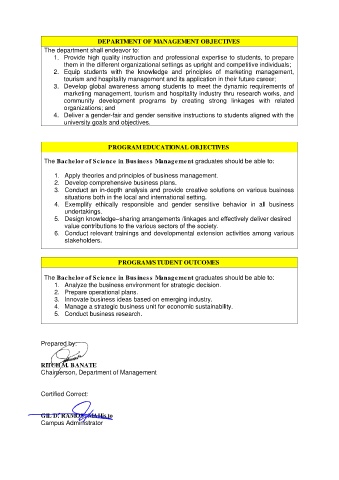 DEPARTMENT OF MANAGEMENT OBJECTIVES
The department shall endeavor to:
1. Provide high quality instruction and professional expertise to students, to prepare
them in the different organizational settings as upright and competitive individuals;
2. Equip students with the knowledge and principles of marketing management,
tourism and hospitality management and its application in their future career;
3. Develop global awareness among students to meet the dynamic requirements of
marketing management, tourism and hospitality industry thru research works, and
community development programs by creating strong linkages with related
organizations; and
4. Deliver a gender-fair and gender sensitive instructions to students aligned with the
university goals and objectives.
PROGRAM EDUCATIONAL OBJECTIVES
The Bachelor of Science in Business Management graduates should be able to:
1. Apply theories and principles of business management
2. Develop comprehensive business plans.
3. Conduct an in-depth analysis and provide creative solutions on various business
situations both in the local and international setting.
4. Exemplify ethically responsible and gender sensitive behavior in all business
undertakings.
5. Design knowledge–sharing arrangements /linkages and effectively deliver desired
value contributions to the various sectors of the society.
6. Conduct relevant trainings and developmental extension activities among various
stakeholders.
PROGRAM/STUDENT OUTCOMES
The Bachelor of Science in Business Management graduates should be able to:
1. Analyze the business environment for strategic decision.
2. Prepare operational plans.
3. Innovate business ideas based on emerging industry.
4. Manage a strategic business unit for economic sustainability.
5. Conduct business research.
Prepared by:
RITCH M. BANATE
Chairperson, Department of Management
Certified Correct:
GIL D. RAMOS,
Campus Administrator